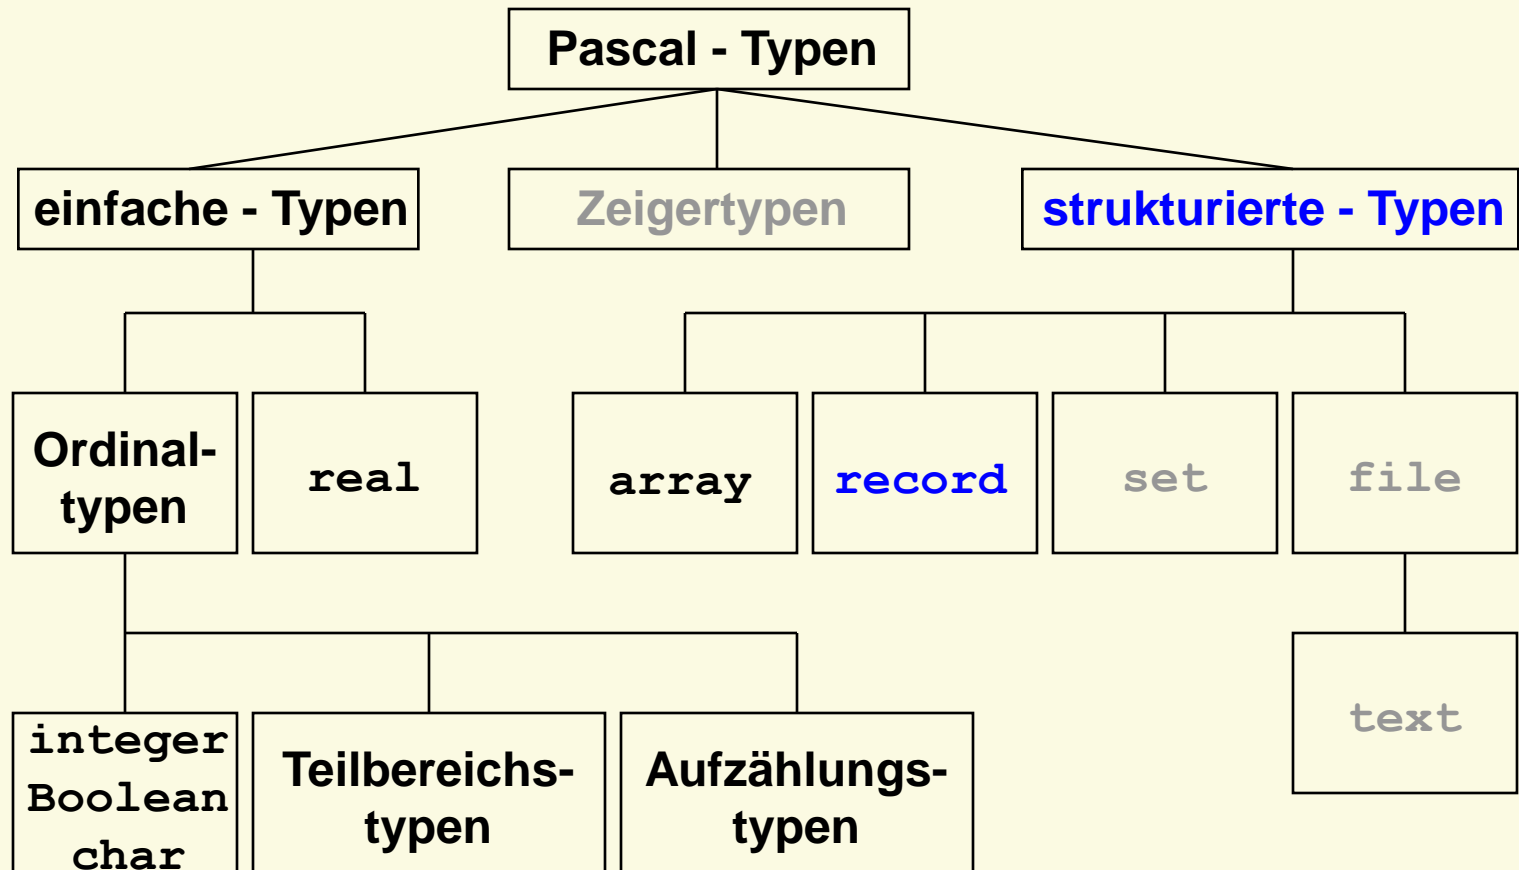 Pascal - Typen
einfache - Typen
Zeigertypen
strukturierte - Typen
Ordinal-
typen
real
array
record
set
file
integer
Boolean
char
Teilbereichs-
typen
Aufzählungs-
typen
text